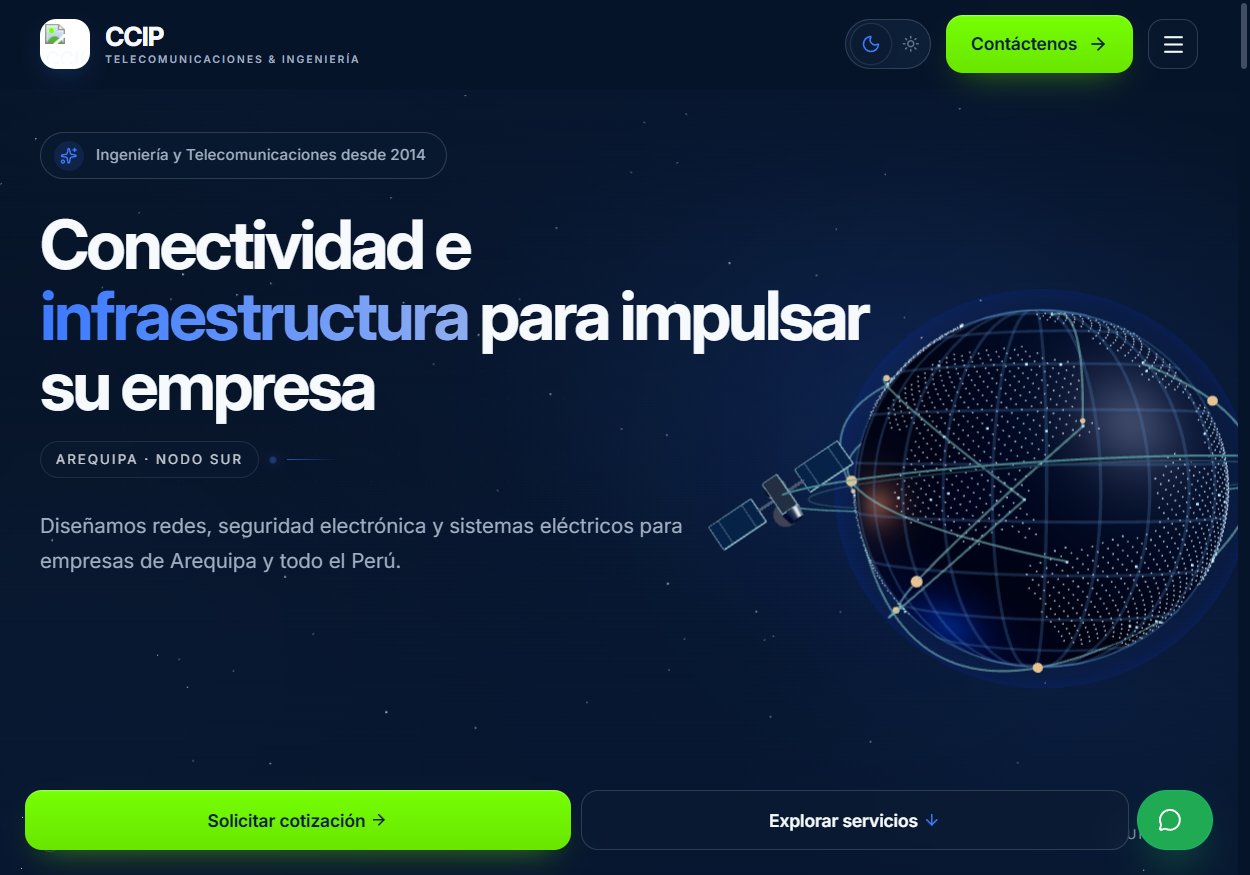 CCIP
TELECOMUNICACIONES & INGENIERÍA
Contáctenos
Ingeniería y Telecomunicaciones desde 2014
Conectividad e
infraestructura para impulsar
su empresa
AREQUIPA · NODO SUR
Diseñamos redes, seguridad electrónica y sistemas eléctricos para
empresas de Arequipa y todo el Perú.
Solicitar cotización
Explorar servicios